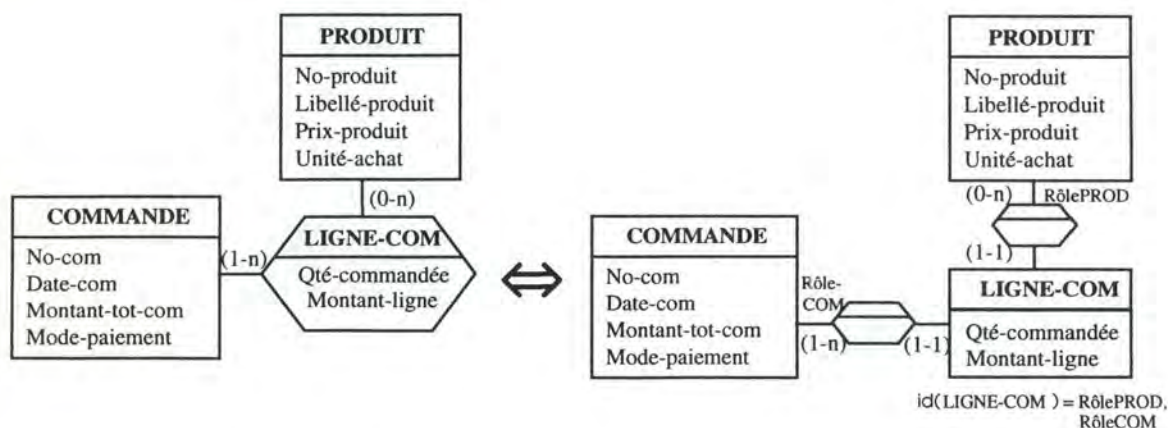 PRODUIT
No-produit
Libellé-produit
Prix-produit
Unité-achat
(0-n)
COMMANDE
No-com
Date-com
Montant-tot-com
Mode-paiement
(1-n)
LIGNE-COM
Qté-commandée
Montant-ligne
PRODUIT
No-produit
Libellé-produit
Prix-produit
Unité-achat
(0-n) RôlePROD
(1-1)
COMMANDE
No-com
Date-com
Montant-tot-com
Mode-paiement
Rôle-
COM
(1-n)
(1-1)
LIGNE-COM
Qté-commandée
Montant-ligne
id(LIGNE-COM) = RôlePROD,
RôleCOM